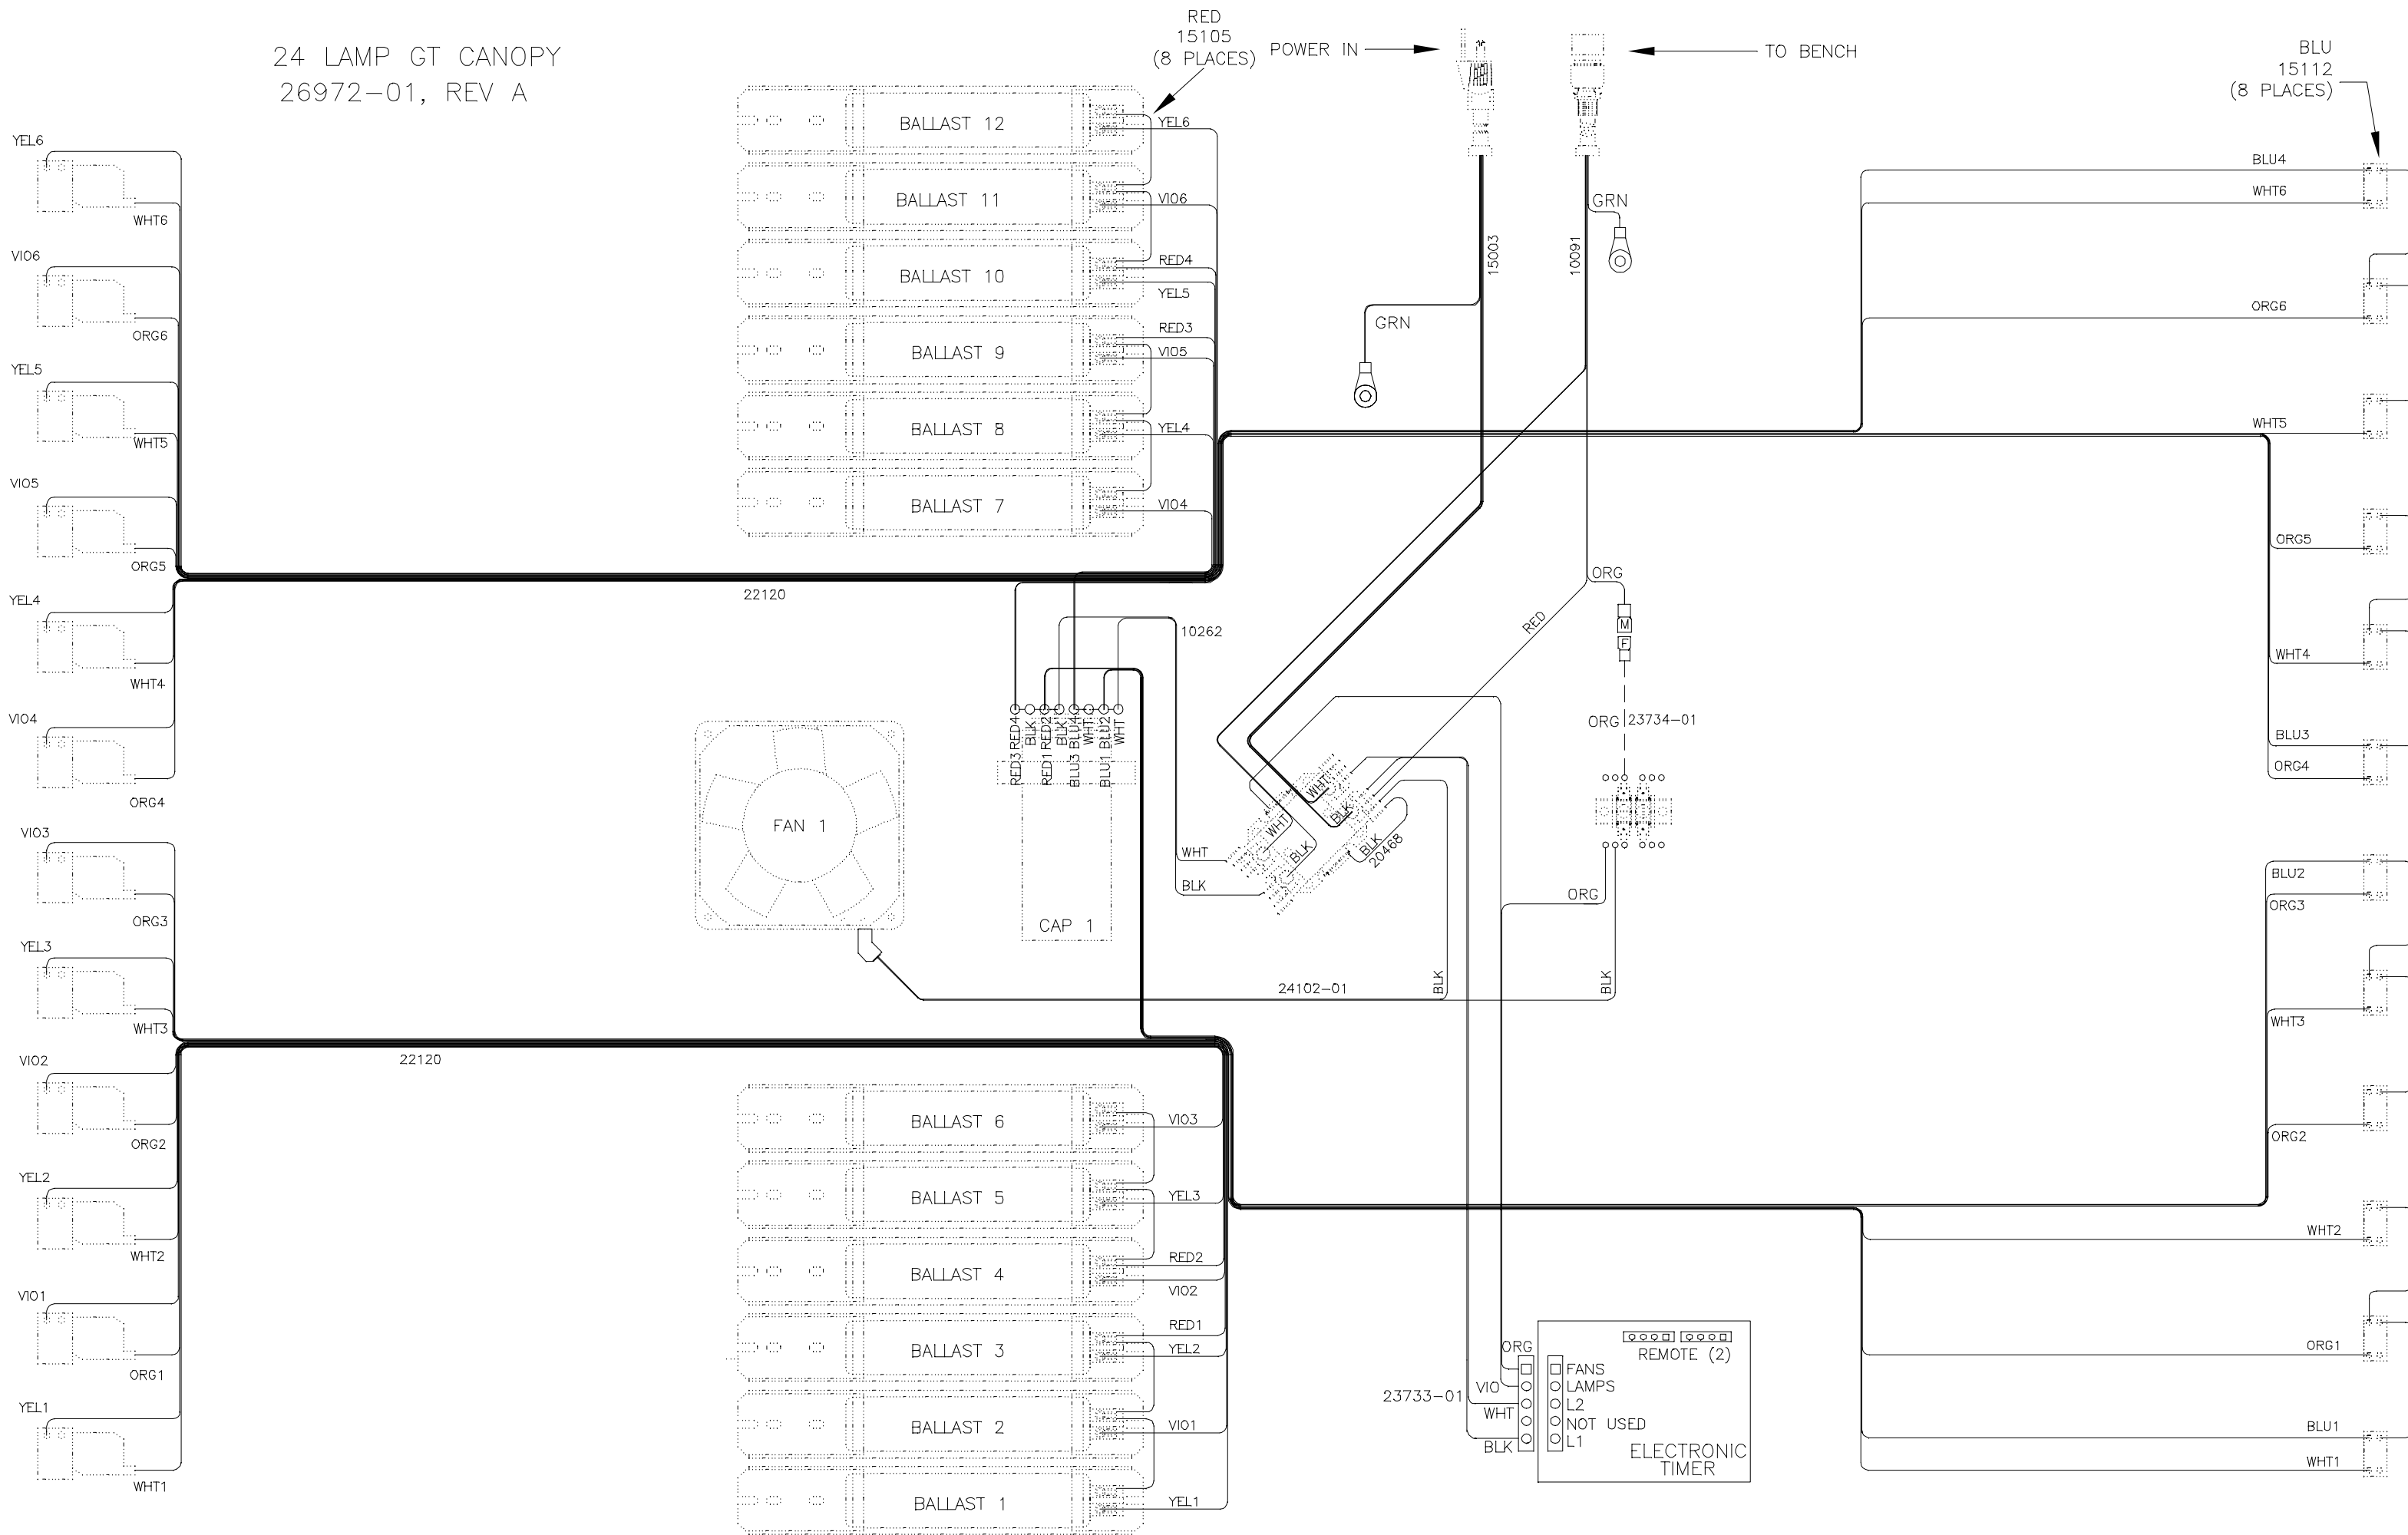 24 LAMP GT CANOPY
26972-01, REV A
RED
15105
(8 PLACES)
POWER IN
TO BENCH
BLU
15112
(8 PLACES)
YEL6
WHT6
VIO6
ORG6
YEL5
WHT5
VIO5
ORG5
YEL4
WHT4
VIO4
ORG4
VIO3
ORG3
YEL3
WHT3
VIO2
ORG2
YEL2
WHT2
VIO1
ORG1
YEL1
WHT1
22120
22120
BALLAST 12
YEL6
BALLAST 11
VIO6
BALLAST 10
RED4
YEL5
BALLAST 9
RED3
VIO5
BALLAST 8
YEL4
BALLAST 7
VIO4
GRN
15003
10091
GRN
ORG
M
F
RED
ORG
23734-01
10262
RED3 RED4
BLK
RED1 RED2
BLK
BLU3 BLU4
WHT
BLU1 BLU2
WHT
CAP 1
FAN 1
WHT
BLK
WHT
BLK
WHT
BLK
BLK
20468
ORG
BLK
BLK
24102-01
BALLAST 6
VIO3
BALLAST 5
YEL3
BALLAST 4
RED2
VIO2
BALLAST 3
RED1
YEL2
BALLAST 2
VIO1
BALLAST 1
YEL1
23733-01
ORG
VIO
WHT
BLK
FANS
LAMPS
L2
NOT USED
L1
REMOTE (2)
ELECTRONIC
TIMER
BLU4
WHT6
ORG6
WHT5
ORG5
WHT4
BLU3
ORG4
BLU2
ORG3
WHT3
ORG2
WHT2
ORG1
BLU1
WHT1